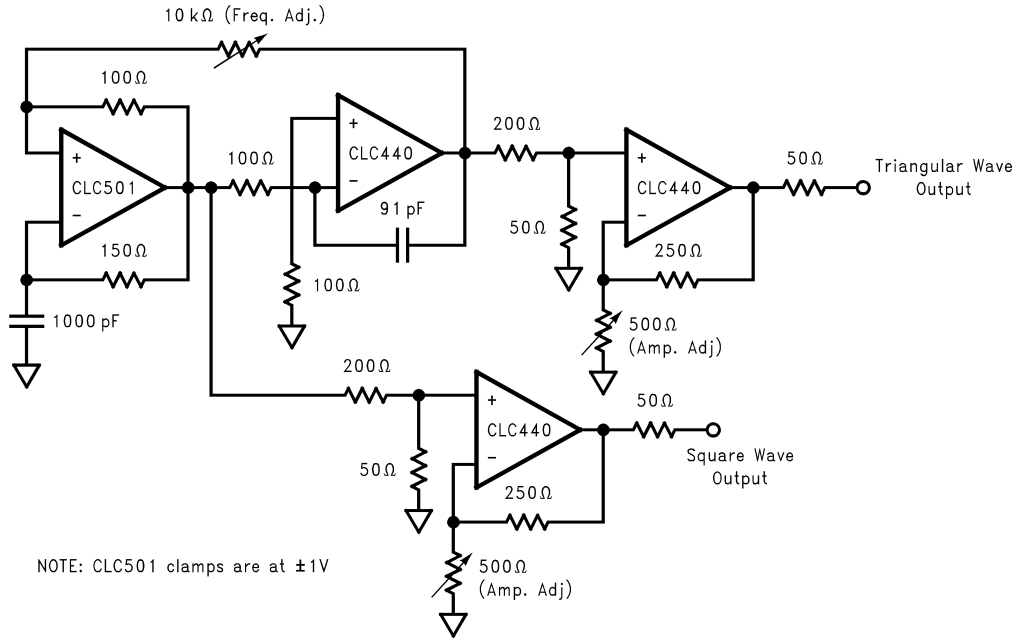 10 kΩ (Freq. Adj.)
100Ω
+
CLC501
−
150Ω
1000 pF
100Ω
+
CLC440
−
91 pF
100Ω
200Ω
50Ω
+
CLC440
−
250Ω
500Ω
(Amp. Adj)
50Ω
Triangular Wave
Output
200Ω
50Ω
+
CLC440
−
250Ω
500Ω
(Amp. Adj)
50Ω
Square Wave
Output
NOTE: CLC501 clamps are at ±1V